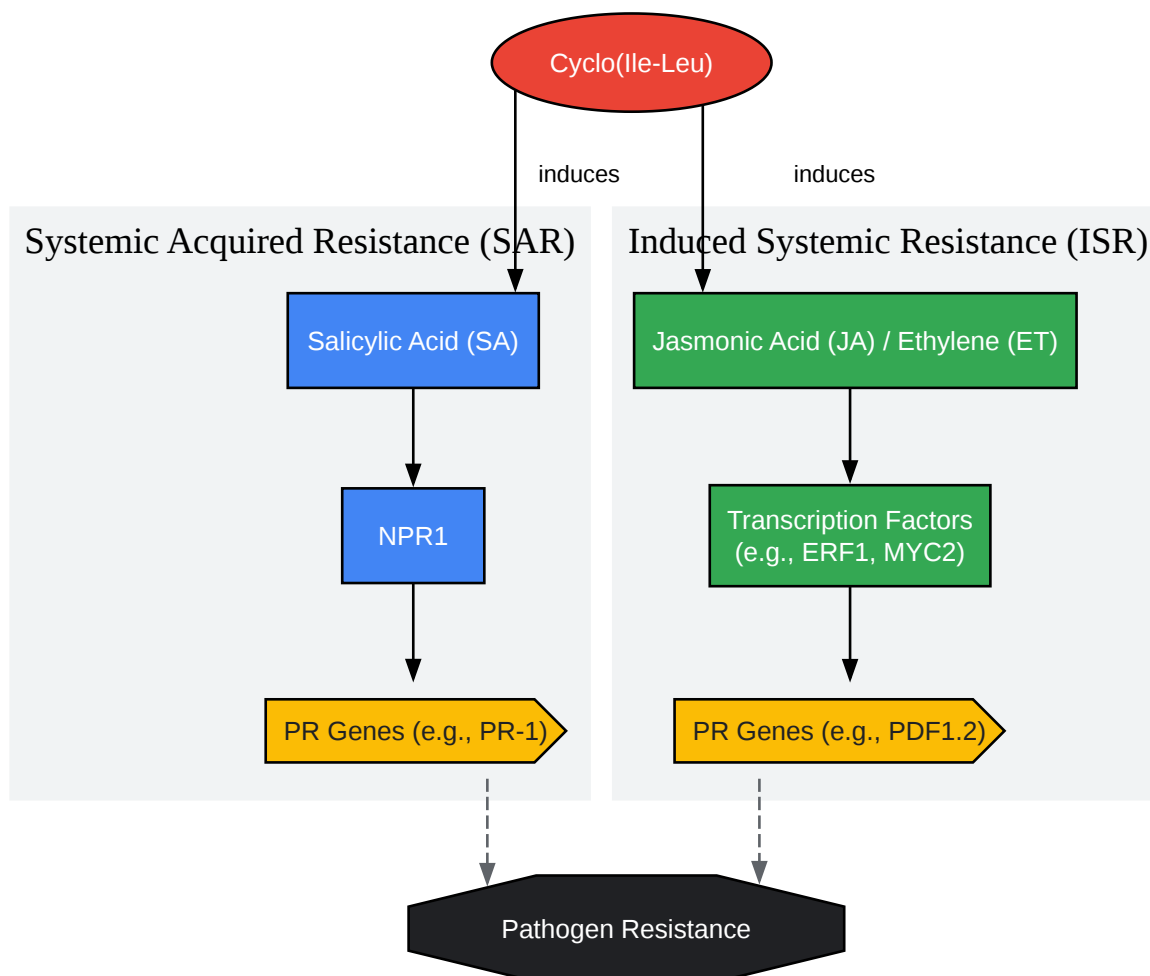 Cyclo(Ile-Leu)
induces
induces
Systemic Acquired Resistance (SAR)
Induced Systemic Resistance (ISR)
Salicylic Acid (SA)
Jasmonic Acid (JA) / Ethylene (ET)
NPR1
Transcription Factors
(e.g., ERF1, MYC2)
PR Genes (e.g., PR-1)
PR Genes (e.g., PDF1.2)
Pathogen Resistance